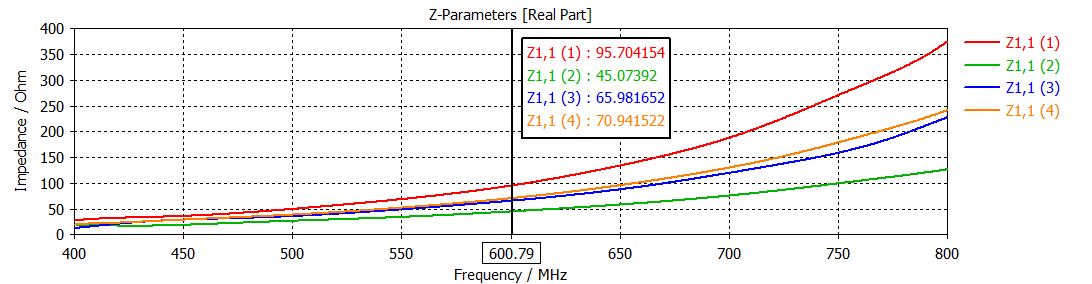 Z-Parameters [Real Part]
Impedance / Ohm
400
350
300
250
200
150
100
50
0
Z1,1 (1) : 95.704154
Z1,1 (2) : 45.07392
Z1,1 (3) : 65.981652
Z1,1 (4) : 70.941522
Z1,1 (1)
Z1,1 (2)
Z1,1 (3)
Z1,1 (4)
400 450 500 550 600.79 650 700 750 800
Frequency / MHz